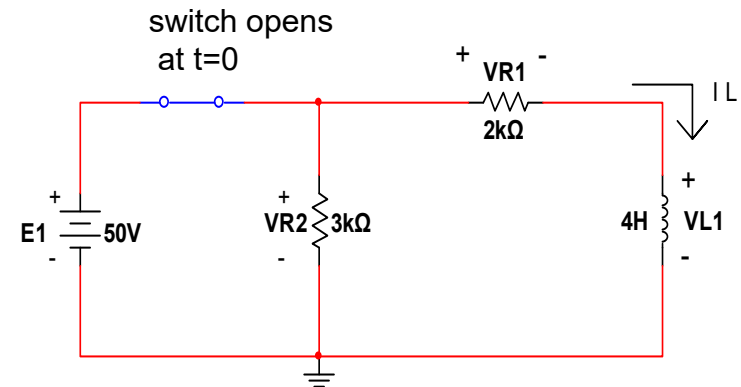 switch opens
at t=0
+ VR1 -
2kΩ
I L
+
E1 50V
-
+
VR2 3kΩ
-
+
4H VL1
-